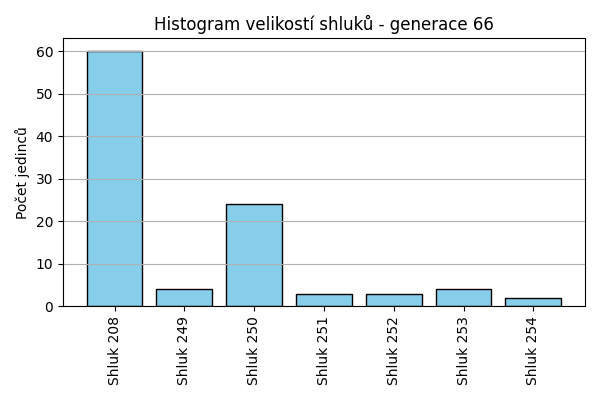 Histogram velikostí shluků - generace 66
Počet jedinců
60
50
40
30
20
10
0
Shluk 208
Shluk 249
Shluk 250
Shluk 251
Shluk 252
Shluk 253
Shluk 254